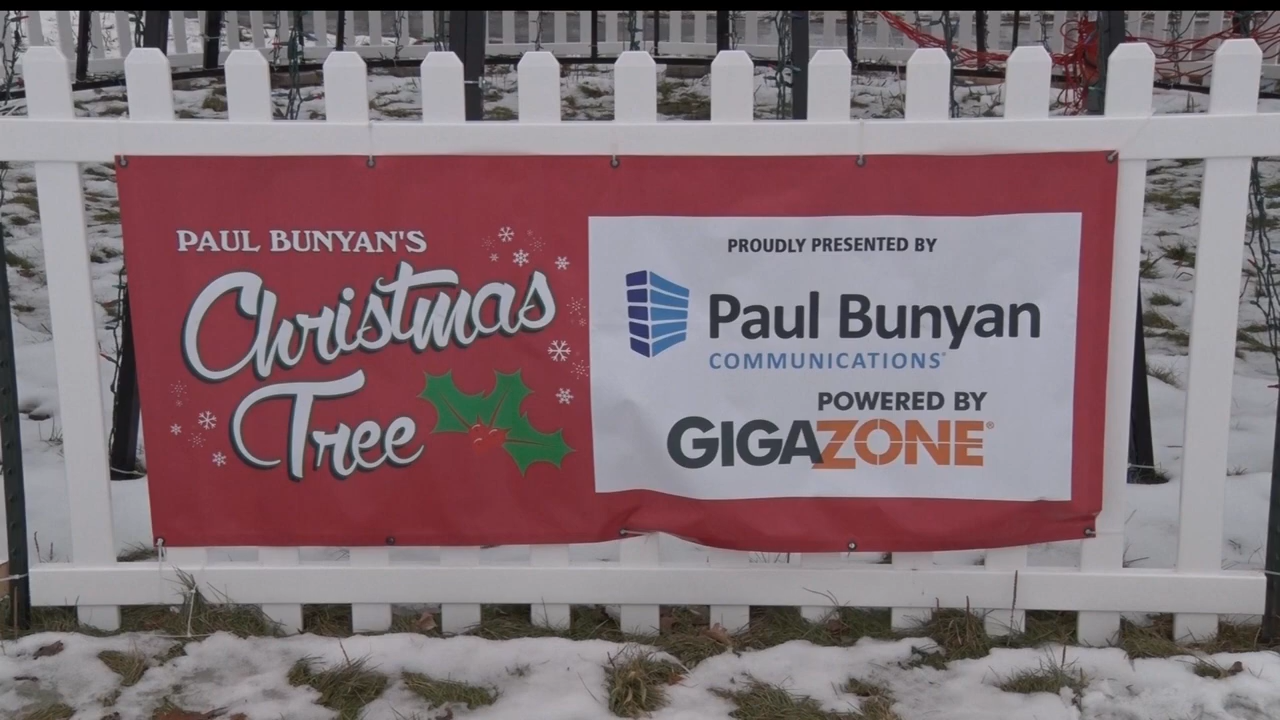 PAUL BUNYAN'S
Christmas
Tree
PROUDLY PRESENTED BY
Paul Bunyan
COMMUNICATIONS®
POWERED BY
GIGAZONE®